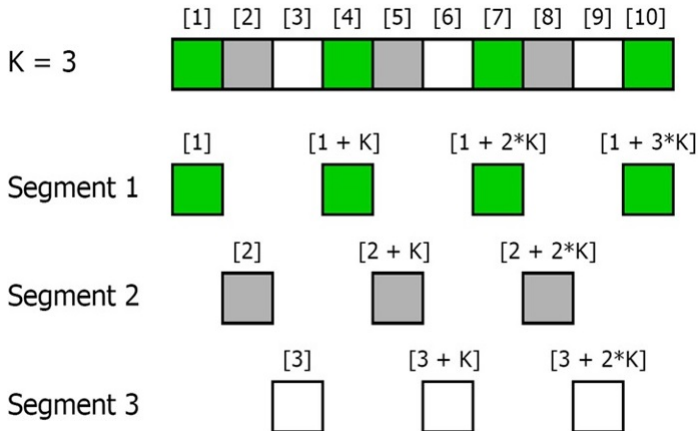 [1] [2] [3] [4] [5] [6] [7] [8] [9] [10]
K = 3
[1] [1 + K] [1 + 2*K] [1 + 3*K]
Segment 1
[2] [2 + K] [2 + 2*K]
Segment 2
[3] [3 + K] [3 + 2*K]
Segment 3